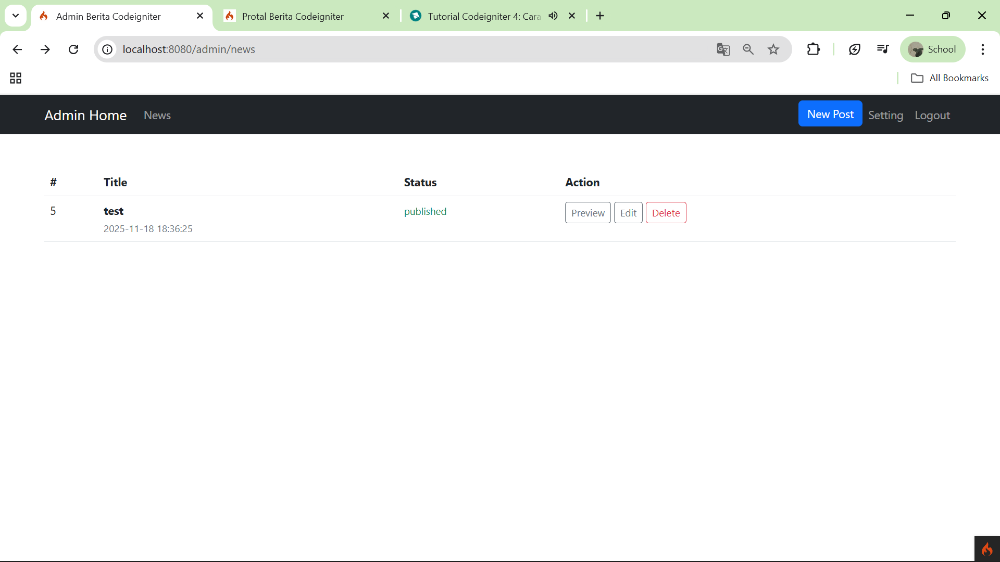 Admin Berita Codeigniter
Protal Berita Codeigniter
Tutorial Codeigniter 4: Cara
localhost:8080/admin/news
School
All Bookmarks
Admin Home News New Post Setting Logout
# Title Status Action
5 test published Preview Edit Delete
2025-11-18 18:36:25